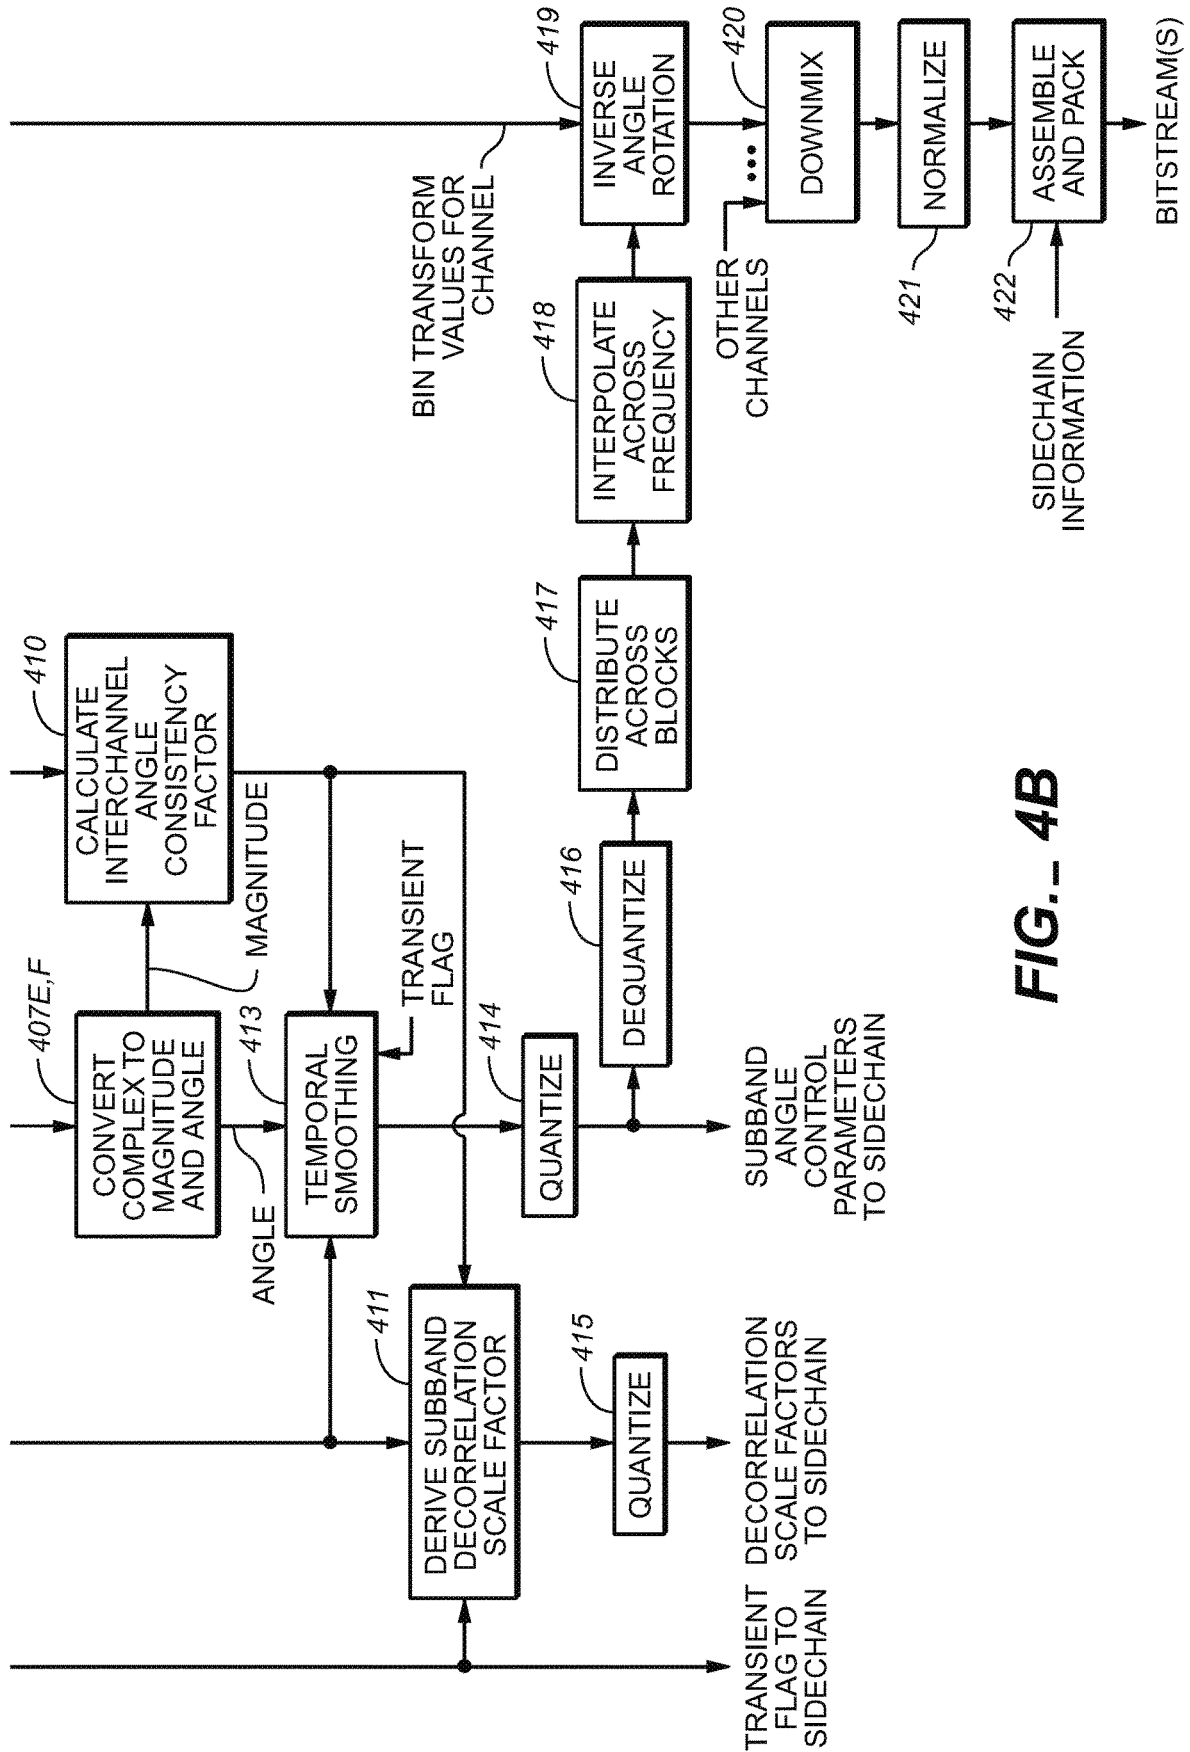 407E,F
CONVERT
COMPLEX TO
MAGNITUDE
AND ANGLE
410
CALCULATE
INTERCHANNEL
ANGLE
CONSISTENCY
FACTOR
MAGNITUDE
ANGLE
413
TEMPORAL
SMOOTHING
TRANSIENT
FLAG
411
DERIVE SUBBAND
DECORRELATION
SCALE FACTOR
414
QUANTIZE
415
QUANTIZE
416
DEQUANTIZE
417
DISTRIBUTE
ACROSS
BLOCKS
418
INTERPOLATE
ACROSS
FREQUENCY
BIN TRANSFORM
VALUES FOR
CHANNEL
419
INVERSE
ANGLE
ROTATION
OTHER
CHANNELS
420
DOWNMIX
421
NORMALIZE
422
ASSEMBLE
AND PACK
SIDECHAIN
INFORMATION
BITSTREAM(S)
TRANSIENT
FLAG TO
SIDECHAIN
DECORRELATION
SCALE FACTORS
TO SIDECHAIN
SUBBAND
ANGLE
CONTROL
PARAMETERS
TO SIDECHAIN
FIG._ 4B